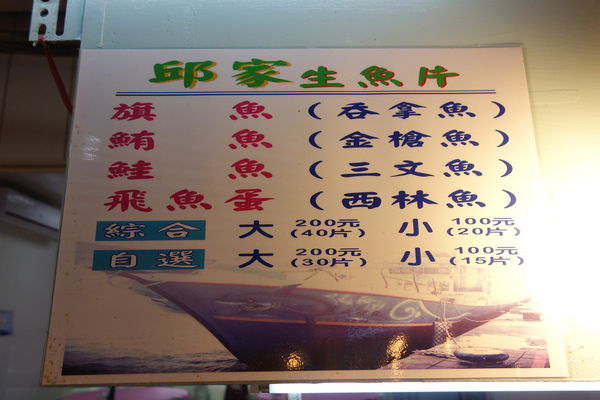 邱家生魚片
旗魚(吞拿魚)
鮪魚(金槍魚)
鮭魚(三文魚)
飛魚蛋(西林魚)
綜合 大 200元(40片) 小 100元(20片)
自選 大 200元(30片) 小 100元(15片)